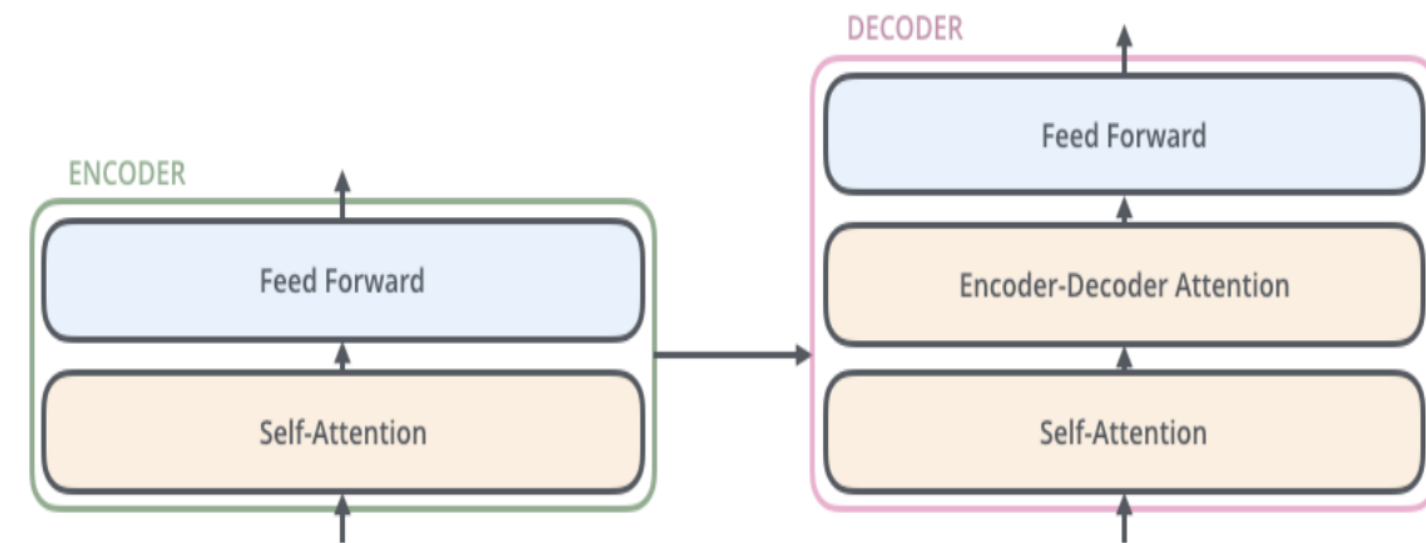 ENCODER
Feed Forward
Self-Attention
DECODER
Feed Forward
Encoder-Decoder Attention
Self-Attention